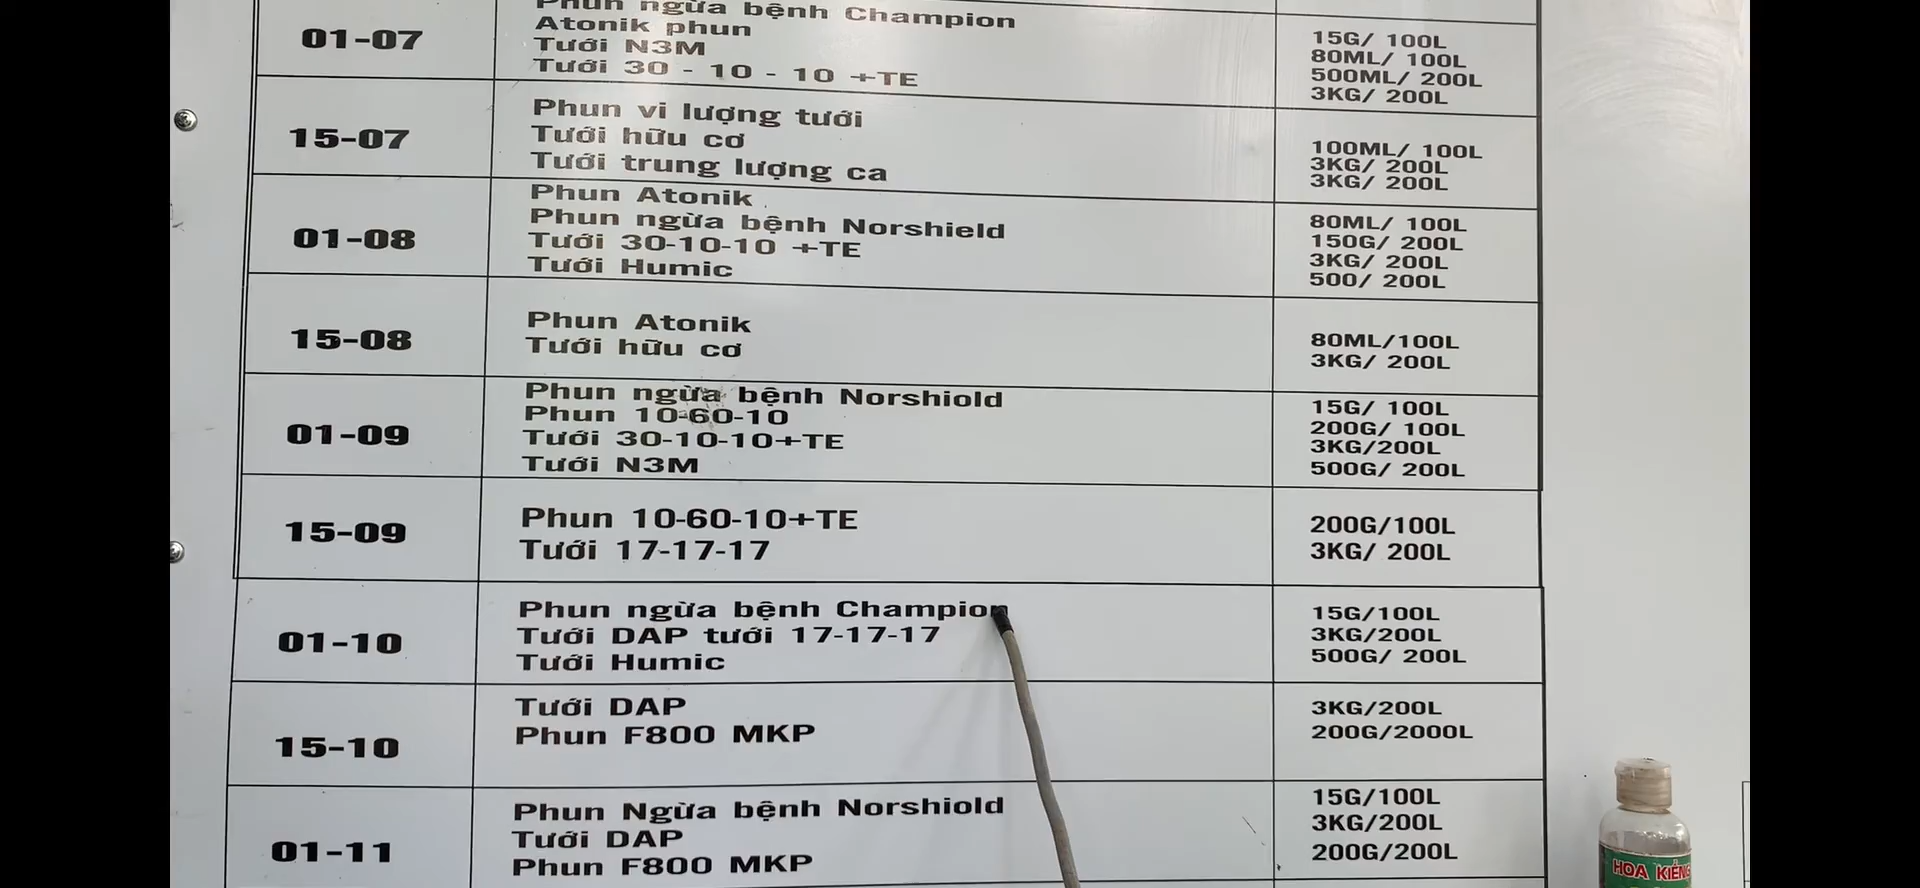 Phun ngừa bệnh Champion
01-07
Atonik phun
Tưới N3M
Tưới 30 - 10 - 10 +TE
15G/ 100L
80ML/ 100L
500ML/ 200L
3KG/ 200L
15-07
Phun vi lượng tưới
Tưới hữu cơ
Tưới trung lượng ca
100ML/ 100L
3KG/ 200L
3KG/ 200L
01-08
Phun Atonik
Phun ngừa bệnh Norshield
Tưới 30-10-10 +TE
Tưới Humic
80ML/ 100L
150G/ 200L
3KG/ 200L
500/ 200L
15-08
Phun Atonik
Tưới hữu cơ
80ML/100L
3KG/ 200L
01-09
Phun ngừa bệnh Norshiold
Phun 10-60-10
Tưới 30-10-10+TE
Tưới N3M
15G/ 100L
200G/ 100L
3KG/200L
500G/ 200L
15-09
Phun 10-60-10+TE
Tưới 17-17-17
200G/100L
3KG/ 200L
01-10
Phun ngừa bệnh Champion
Tưới DAP tưới 17-17-17
Tưới Humic
15G/100L
3KG/200L
500G/ 200L
15-10
Tưới DAP
Phun F800 MKP
3KG/200L
200G/2000L
01-11
Phun Ngừa bệnh Norshiold
Tưới DAP
Phun F800 MKP
15G/100L
3KG/200L
200G/200L
HOA KIỂNG